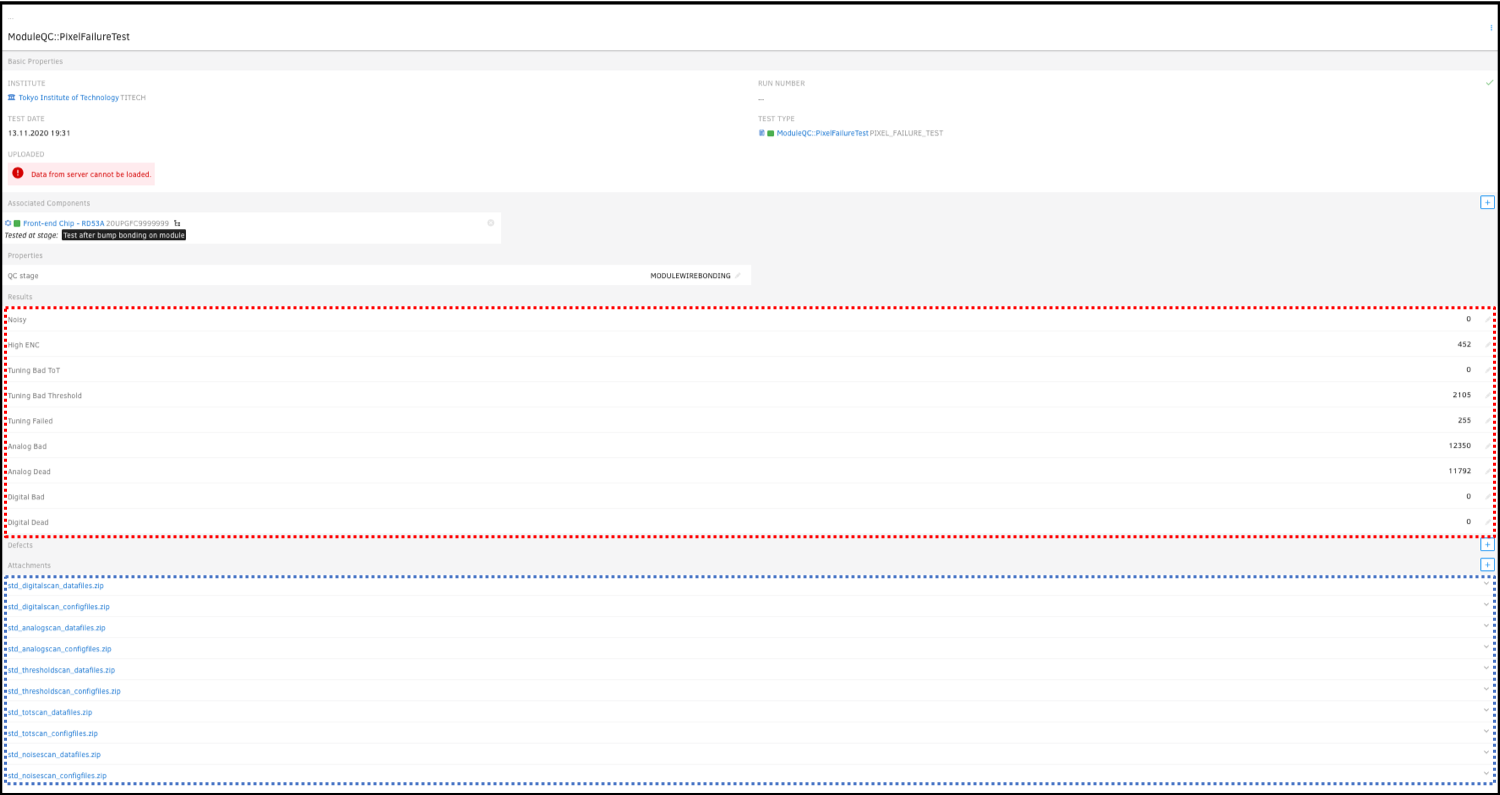 ModuleQC::PixelFailureTest
Basic Properties
INSTITUTE
Tokyo Institute of Technology TITECH
RUN NUMBER
—
TEST DATE
13.11.2020 19:31
TEST TYPE
ModuleQC::PixelFailureTest PIXEL_FAILURE_TEST
UPLOADED
Data from server cannot be loaded.
Associated Components
Front-end Chip - RD53A 20UPGFC9999999
Tested at stage: Test after bump bonding on module
Properties
QC stage MODULEWIREBONDING
Results
Noisy 0
High ENC 452
Tuning Bad ToT 0
Tuning Bad Threshold 2105
Tuning Failed 255
Analog Bad 12350
Analog Dead 11792
Digital Bad 0
Digital Dead 0
Defects
Attachments
std_digitalscan_datafiles.zip
std_digitalscan_configfiles.zip
std_analogscan_datafiles.zip
std_analogscan_configfiles.zip
std_thresholdscan_datafiles.zip
std_thresholdscan_configfiles.zip
std_totscan_datafiles.zip
std_totscan_configfiles.zip
std_noisescan_datafiles.zip
std_noisescan_configfiles.zip